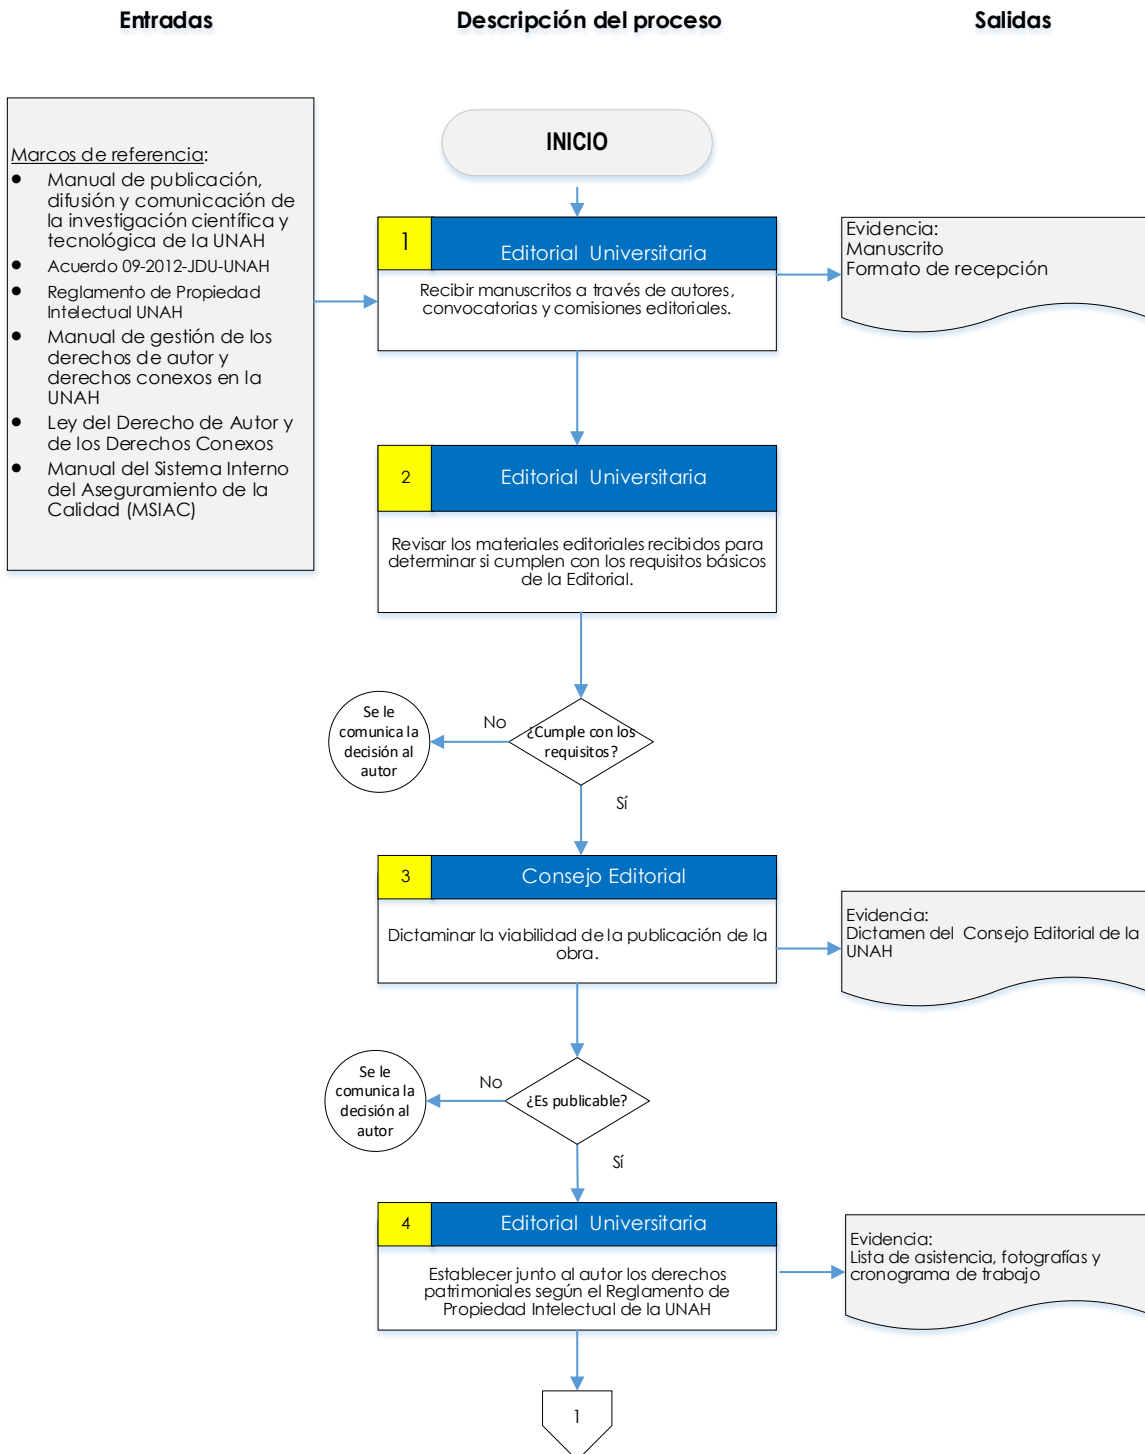 Entradas
Descripción del proceso
Salidas
Marcos de referencia:
• Manual de publicación,
difusión y comunicación de
la investigación científica y
tecnológica de la UNAH
• Acuerdo 09-2012-JDU-UNAH
• Reglamento de Propiedad
Intelectual UNAH
• Manual de gestión de los
derechos de autor y
derechos conexos en la
UNAH
• Ley del Derecho de Autor y
de los Derechos Conexos
• Manual del Sistema Interno
del Aseguramiento de la
Calidad (MSIAC)
INICIO
1
Editorial Universitaria
Recibir manuscritos a través de autores,
convocatorias y comisiones editoriales.
Evidencia:
Manuscrito
Formato de recepción
2
Editorial Universitaria
Revisar los materiales editoriales recibidos para
determinar si cumplen con los requisitos básicos
de la Editorial.
¿Cumple con los
requisitos?
No
Se le
comunica la
decisión al
autor
Sí
3
Consejo Editorial
Dictaminar la viabilidad de la publicación de la
obra.
Evidencia:
Dictamen del Consejo Editorial de la
UNAH
¿Es publicable?
No
Se le
comunica la
decisión al
autor
Sí
4
Editorial Universitaria
Establecer junto al autor los derechos
patrimoniales según el Reglamento de
Propiedad Intelectual de la UNAH
Evidencia:
Lista de asistencia, fotografías y
cronograma de trabajo
1